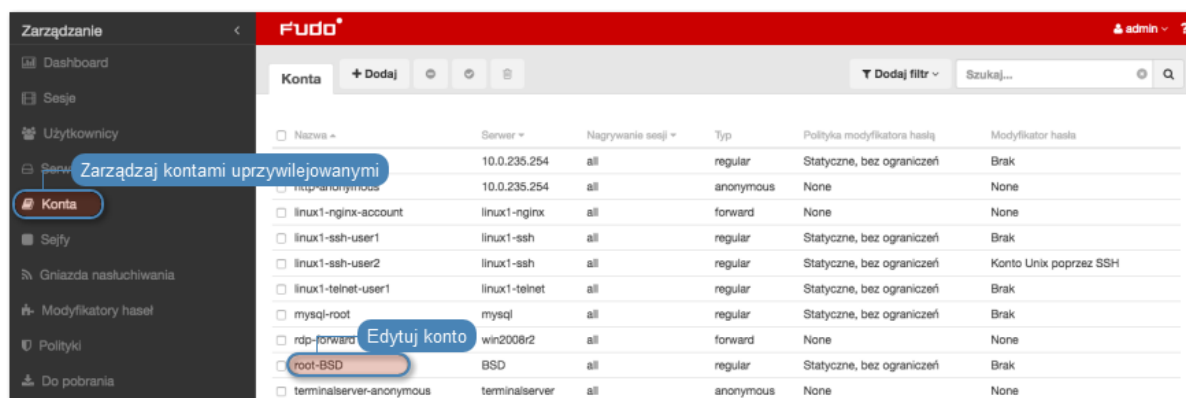 Zarządzanie <
Fudo
admin
?
Dashboard
Sesje
Użytkownicy
Zarządzaj kontami uprzywilejowanymi
Konta
Sejfy
Gniazda nasłuchiwania
Modyfikatory haseł
Polityki
Do pobrania
Konta + Dodaj Dodaj filtr Szukaj...
Nazwa Serwer Nagrywanie sesji Typ Polityka modyfikatora hasłą Modyfikator hasła
10.0.235.254 all regular Statyczne, bez ograniczeń Brak
http-anonymous 10.0.235.254 all anonymous None None
linux1-nginx-account linux1-nginx all forward None None
linux1-ssh-user1 linux1-ssh all regular Statyczne, bez ograniczeń Brak
linux1-ssh-user2 linux1-ssh all regular Statyczne, bez ograniczeń Konto Unix poprzez SSH
linux1-telnet-user1 linux1-telnet all regular Statyczne, bez ograniczeń Brak
mysql-root mysql all regular Statyczne, bez ograniczeń Brak
rdp-forward win2008r2 all forward None None
Edytuj konto
root-BSD BSD all regular Statyczne, bez ograniczeń Brak
terminalserver-anonymous terminalserver all anonymous None None